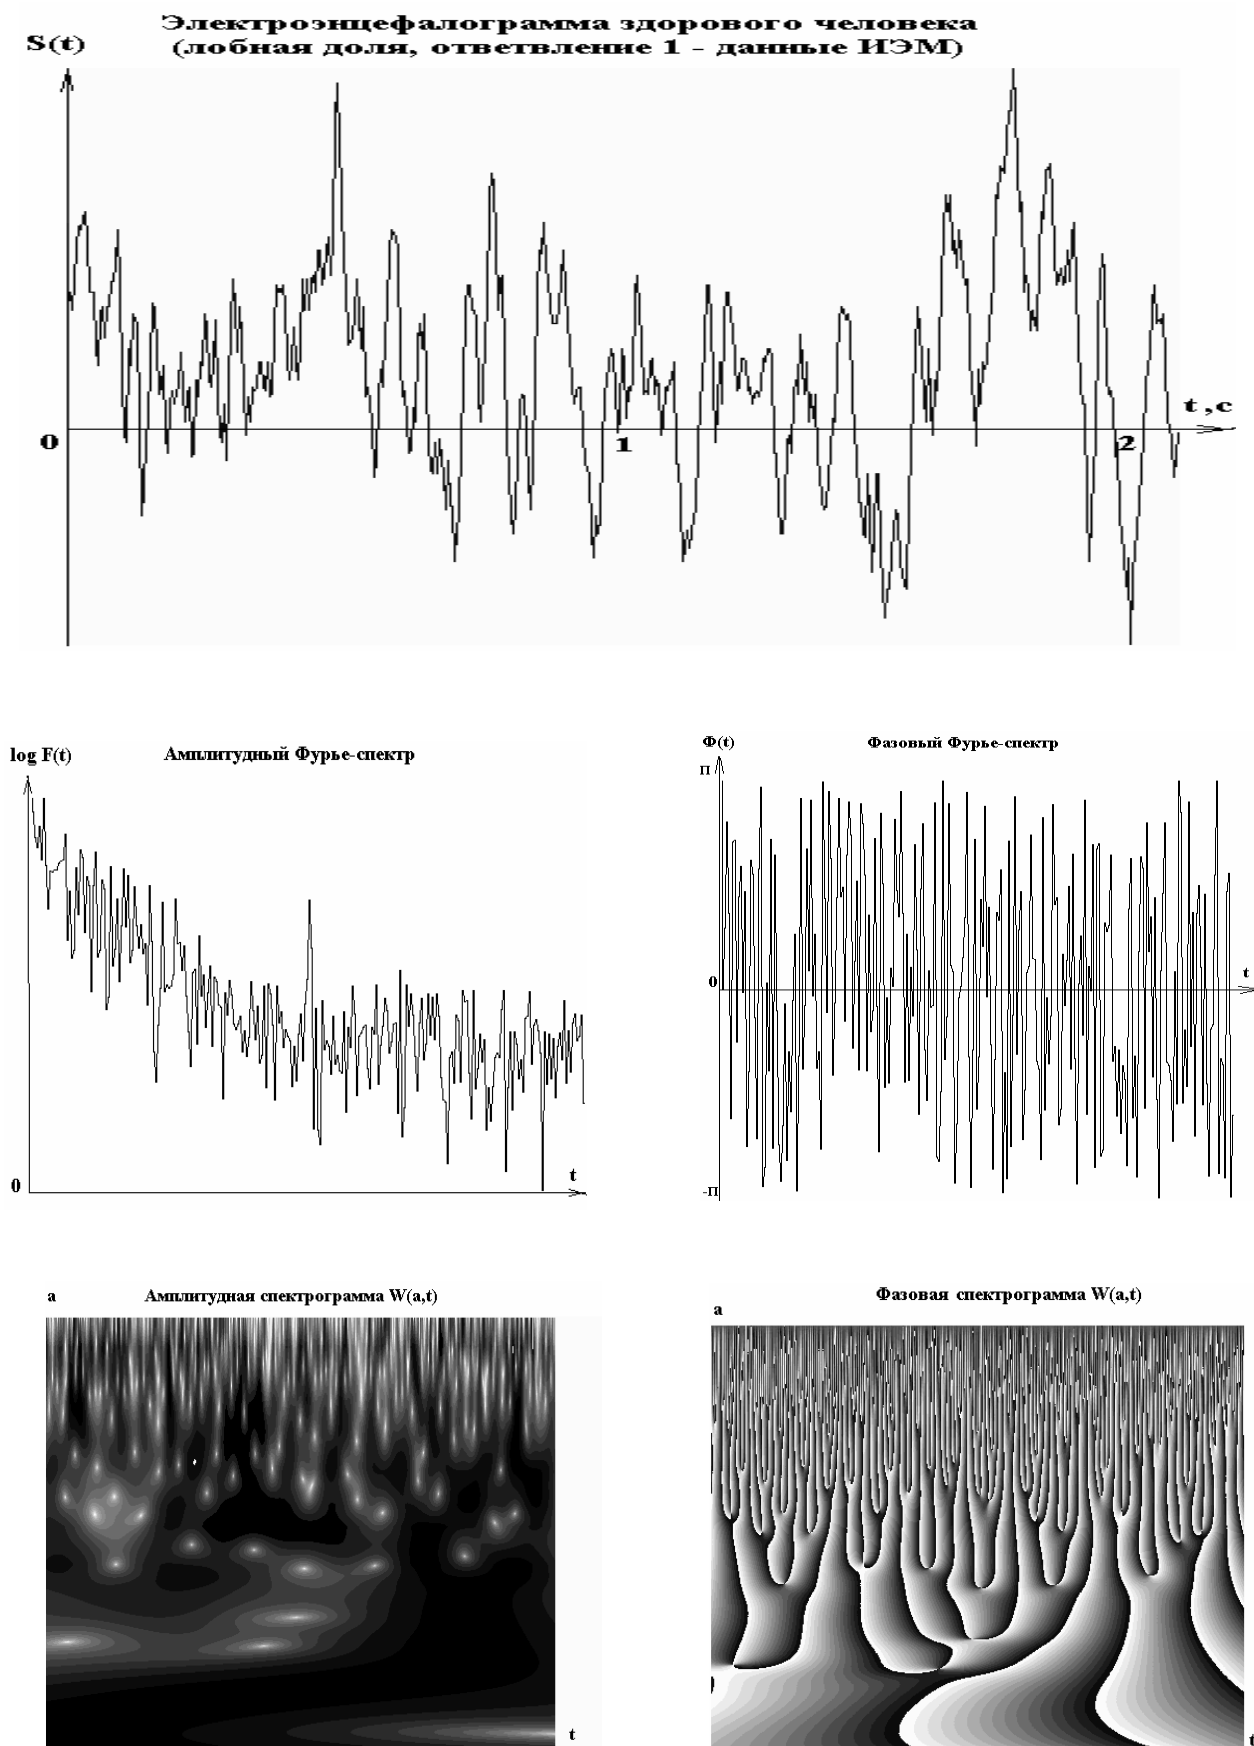 Электроэнцефалограмма здорового человека
(лобная доля, ответвление 1 - данные ИЭМ)
S(t)
t ,c
0
1
2
log F(t)
Амплитудный Фурье-спектр
t
0
Ф(t)
Фазовый Фурье-спектр
П
0
t
-П
a
Амплитудная спектрограмма W(a,t)
t
a
Фазовая спектрограмма W(a,t)
t